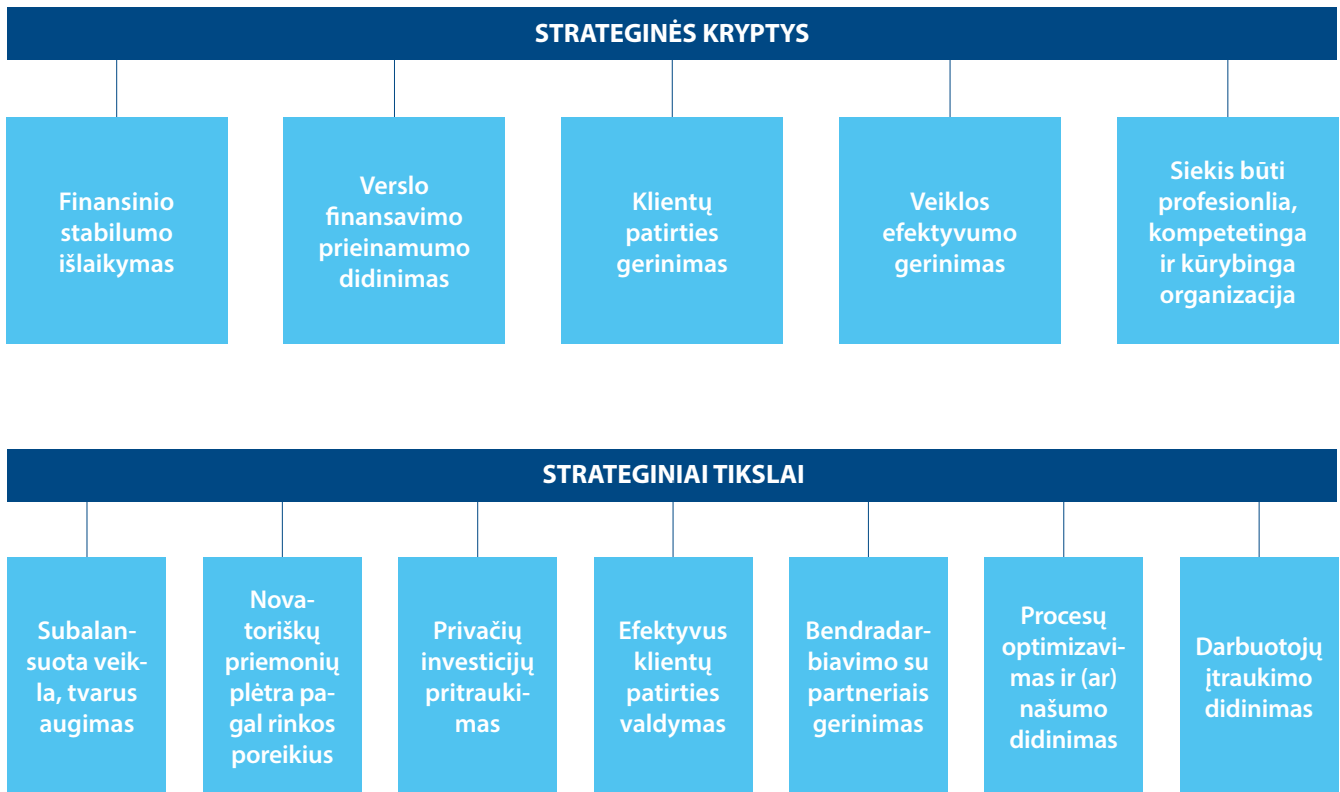 STRATEGINĖS KRYPTYS
Finansinio
stabilumo
išlaikymas
Verslo
finansavimo
prieinamumo
didinimas
Klientų
patirties
gerinimas
Veiklos
efektyvumo
gerinimas
Siekis būti
profesionlia,
kompetetinga
ir kūrybinga
organizacija
STRATEGINIAI TIKSLAI
Subalan-
suota veik-
la, tvarus
augimas
Nova-
toriškų
priemonių
plėtra pa-
gal rinkos
poreikius
Privačių
investicijų
pritrauki-
mas
Efektyvus
klientų
patirties
valdymas
Bendradar-
biavimo su
partneriais
gerinimas
Procesų
optimizavi-
mas ir (ar)
našumo
didinimas
Darbuotojų
įtraukimo
didinimas